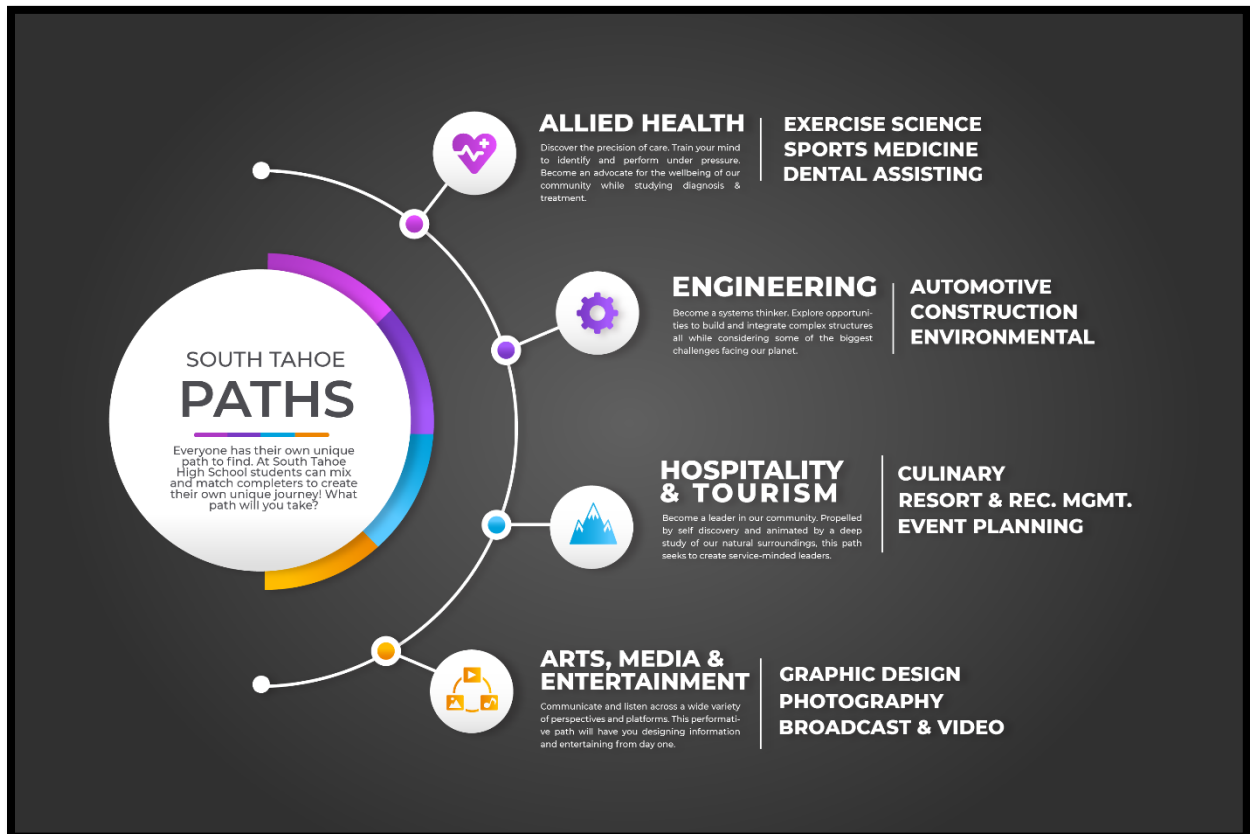 SOUTH TAHOE
PATHS
Everyone has their own unique
path to find. At South Tahoe
High School students can mix
and match completers to create
their own unique journey! What
path will you take?
ALLIED HEALTH
Discover the precision of care. Train your mind
to identify and perform under pressure.
Become an advocate for the wellbeing of our
community while studying diagnosis &
treatment.
EXERCISE SCIENCE
SPORTS MEDICINE
DENTAL ASSISTING
ENGINEERING
Become a systems thinker. Explore opportuni-
ties to build and integrate complex structures
all while considering some of the biggest
challenges facing our planet.
AUTOMOTIVE
CONSTRUCTION
ENVIRONMENTAL
HOSPITALITY
& TOURISM
Become a leader in our community. Propelled
by self discovery and animated by a deep
study of our natural surroundings, this path
seeks to create service-minded leaders.
CULINARY
RESORT & REC. MGMT.
EVENT PLANNING
ARTS, MEDIA &
ENTERTAINMENT
Communicate and listen across a wide variety
of perspectives and platforms. This performati-
ve path will have you designing information
and entertaining from day one.
GRAPHIC DESIGN
PHOTOGRAPHY
BROADCAST & VIDEO